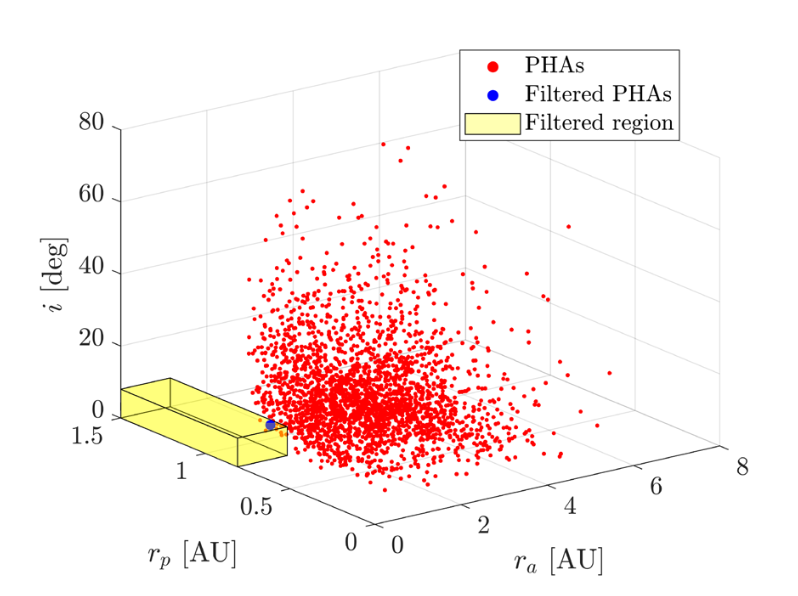 PHAs
Filtered PHAs
Filtered region
80
60
40
20
0
i [deg]
1.5
1
0.5
0
r_p [AU]
0
2
4
6
8
r_a [AU]